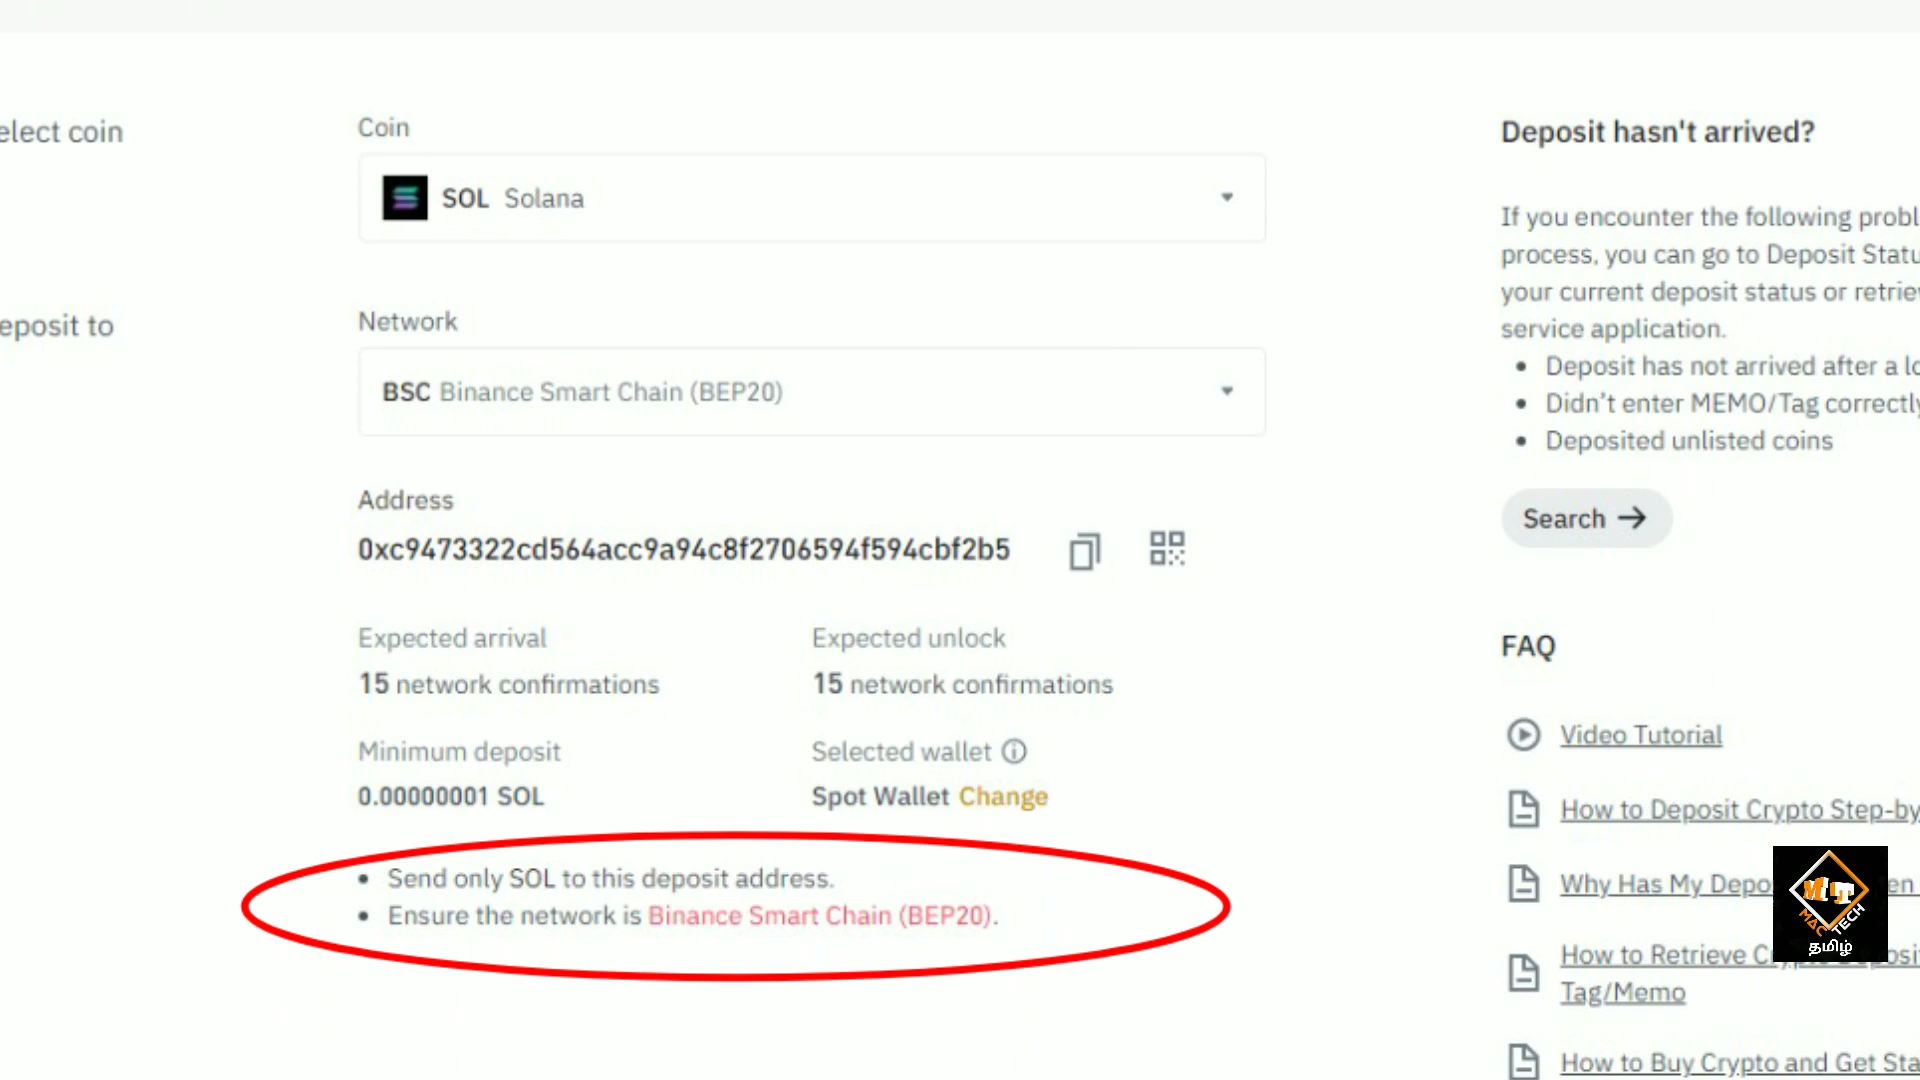 elect coin
Coin
SOL Solana
eposit to
Network
BSC Binance Smart Chain (BEP20)
Address
0xc9473322cd564acc9a94c8f2706594f594cbf2b5
Expected arrival
15 network confirmations
Expected unlock
15 network confirmations
Minimum deposit
0.00000001 SOL
Selected wallet
Spot Wallet Change
Send only SOL to this deposit address.
Ensure the network is Binance Smart Chain (BEP20).
Deposit hasn't arrived?
If you encounter the following probl
process, you can go to Deposit Statu
your current deposit status or retrie
service application.
Deposit has not arrived after a lo
Didn't enter MEMO/Tag correctly
Deposited unlisted coins
Search
FAQ
Video Tutorial
How to Deposit Crypto Step-by
Why Has My Depo en
How to Retrieve C osi
Tag/Memo
How to Buy Crypto and Get Sta
MT
MAC TECH
தமிழ்